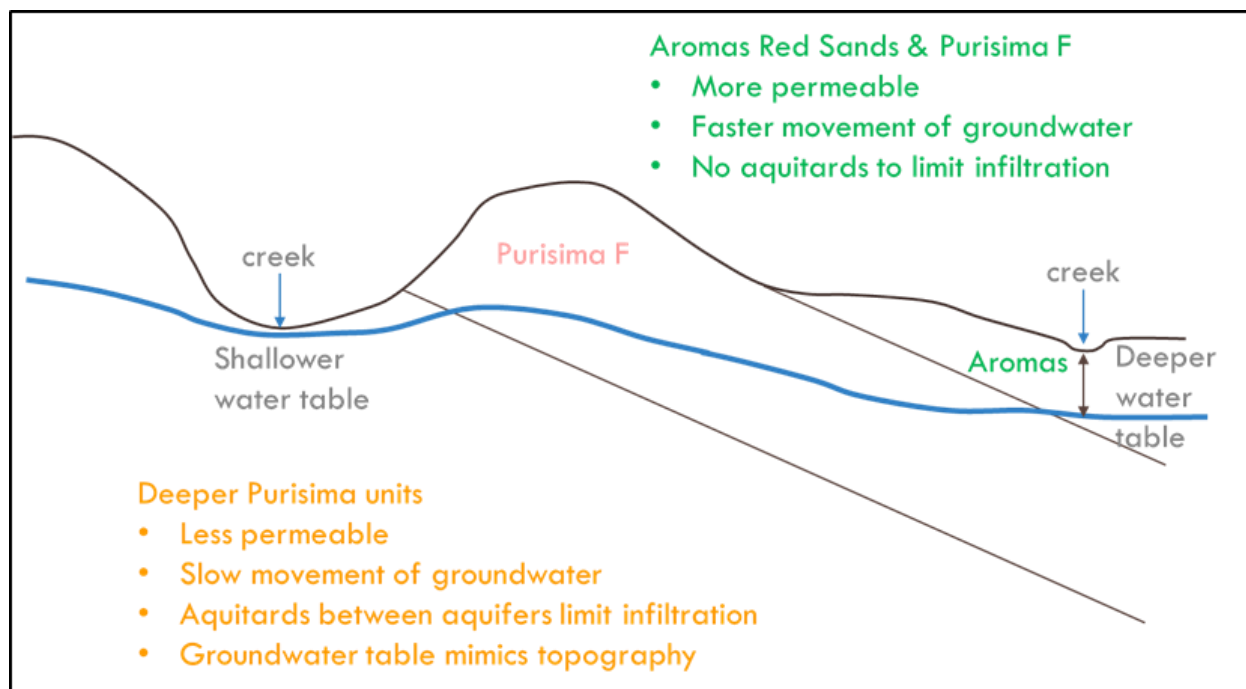 Aromas Red Sands & Purisima F
• More permeable
• Faster movement of groundwater
• No aquitards to limit infiltration
creek
Purisima F
creek
Shallower
water table
Aromas
Deeper
water
table
Deeper Purisima units
• Less permeable
• Slow movement of groundwater
• Aquitards between aquifers limit infiltration
• Groundwater table mimics topography